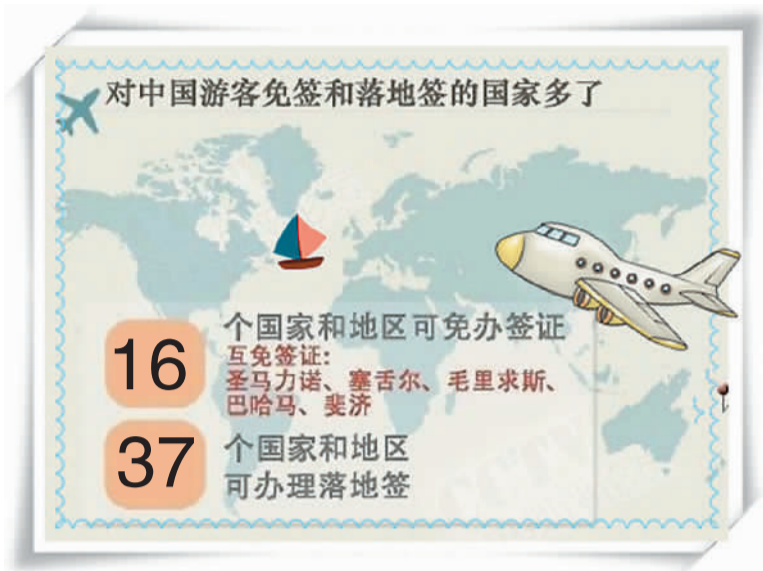 对中国游客免签和落地签的国家多了
16
个国家和地区可免办签证
互免签证:
圣马力诺、塞舌尔、毛里求斯、
巴哈马、斐济
37
个国家和地区
可办理落地签
CCTV